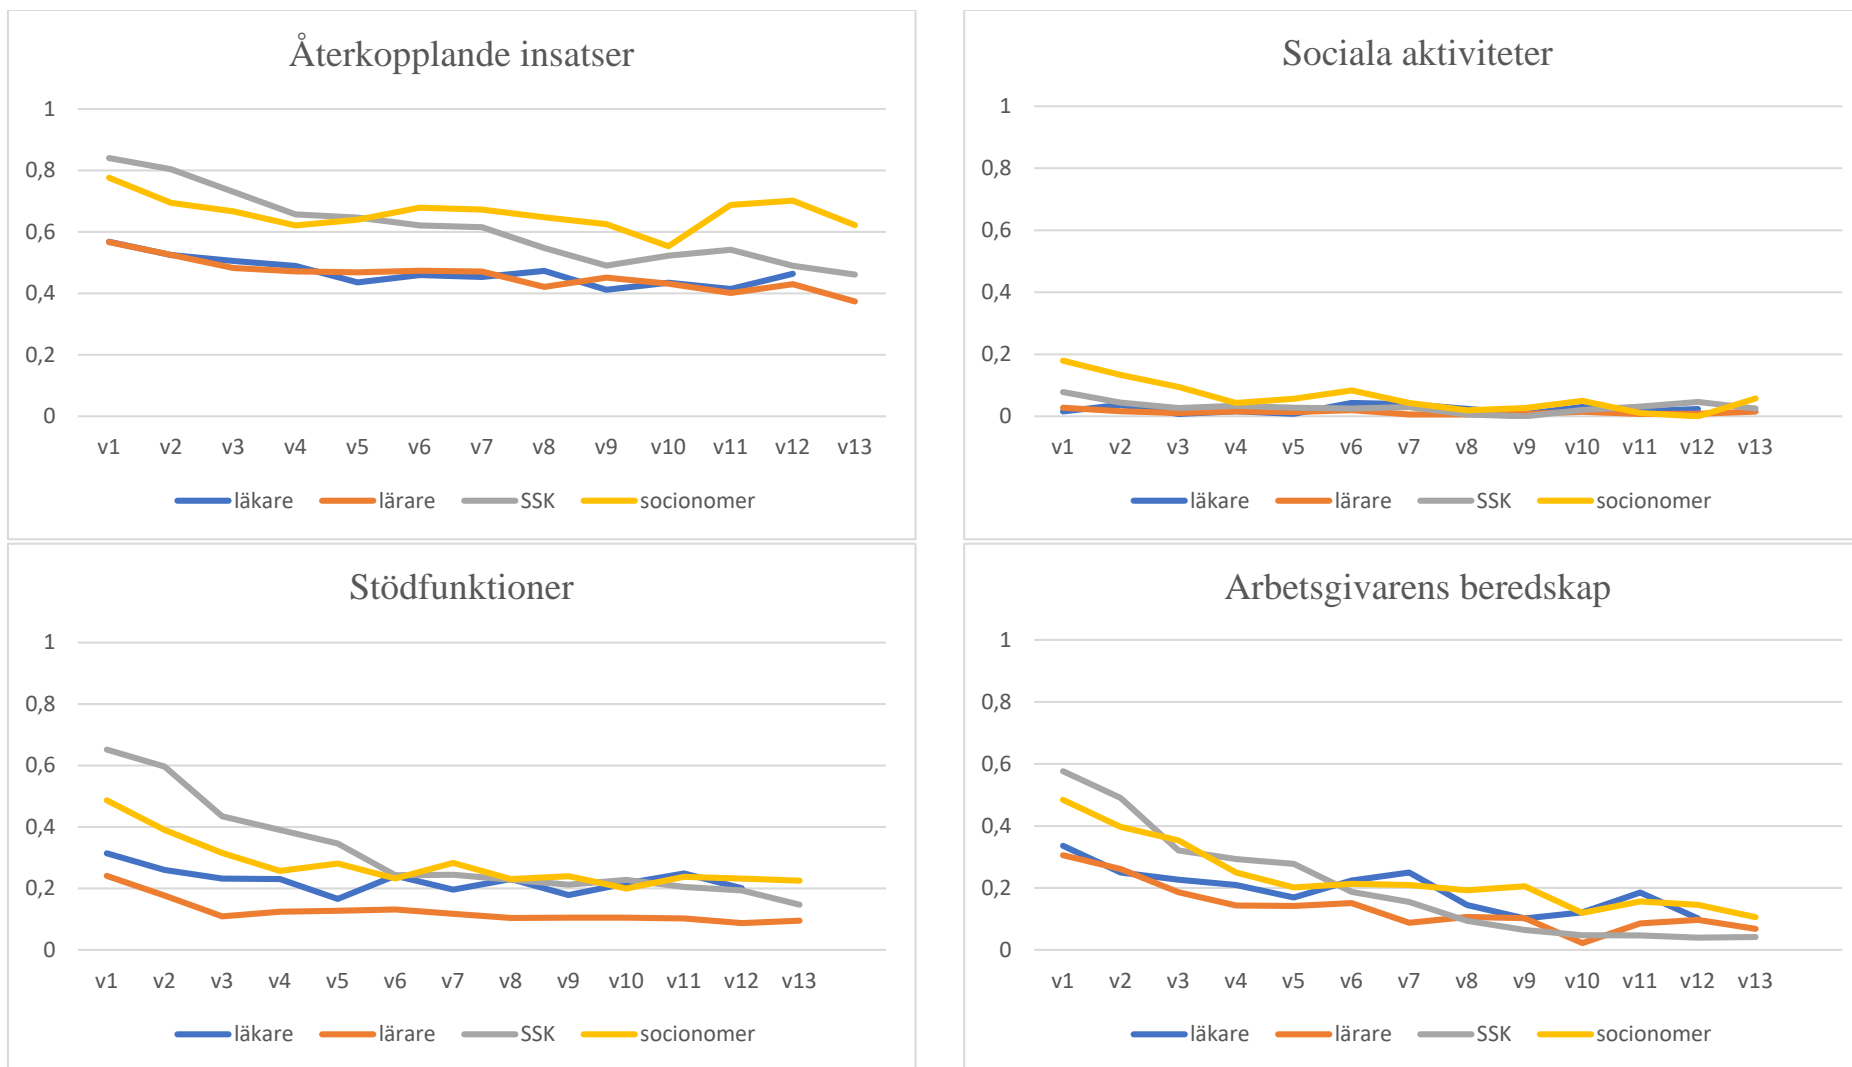 Återkopplande insatser
1
0,8
0,6
0,4
0,2
0
v1 v2 v3 v4 v5 v6 v7 v8 v9 v10 v11 v12 v13
läkare lärare SSK socionomer
Sociala aktiviteter
1
0,8
0,6
0,4
0,2
0
v1 v2 v3 v4 v5 v6 v7 v8 v9 v10 v11 v12 v13
läkare lärare SSK socionomer
Stödfunktioner
1
0,8
0,6
0,4
0,2
0
v1 v2 v3 v4 v5 v6 v7 v8 v9 v10 v11 v12 v13
läkare lärare SSK socionomer
Arbetsgivarens beredskap
1
0,8
0,6
0,4
0,2
0
v1 v2 v3 v4 v5 v6 v7 v8 v9 v10 v11 v12 v13
läkare lärare SSK socionomer